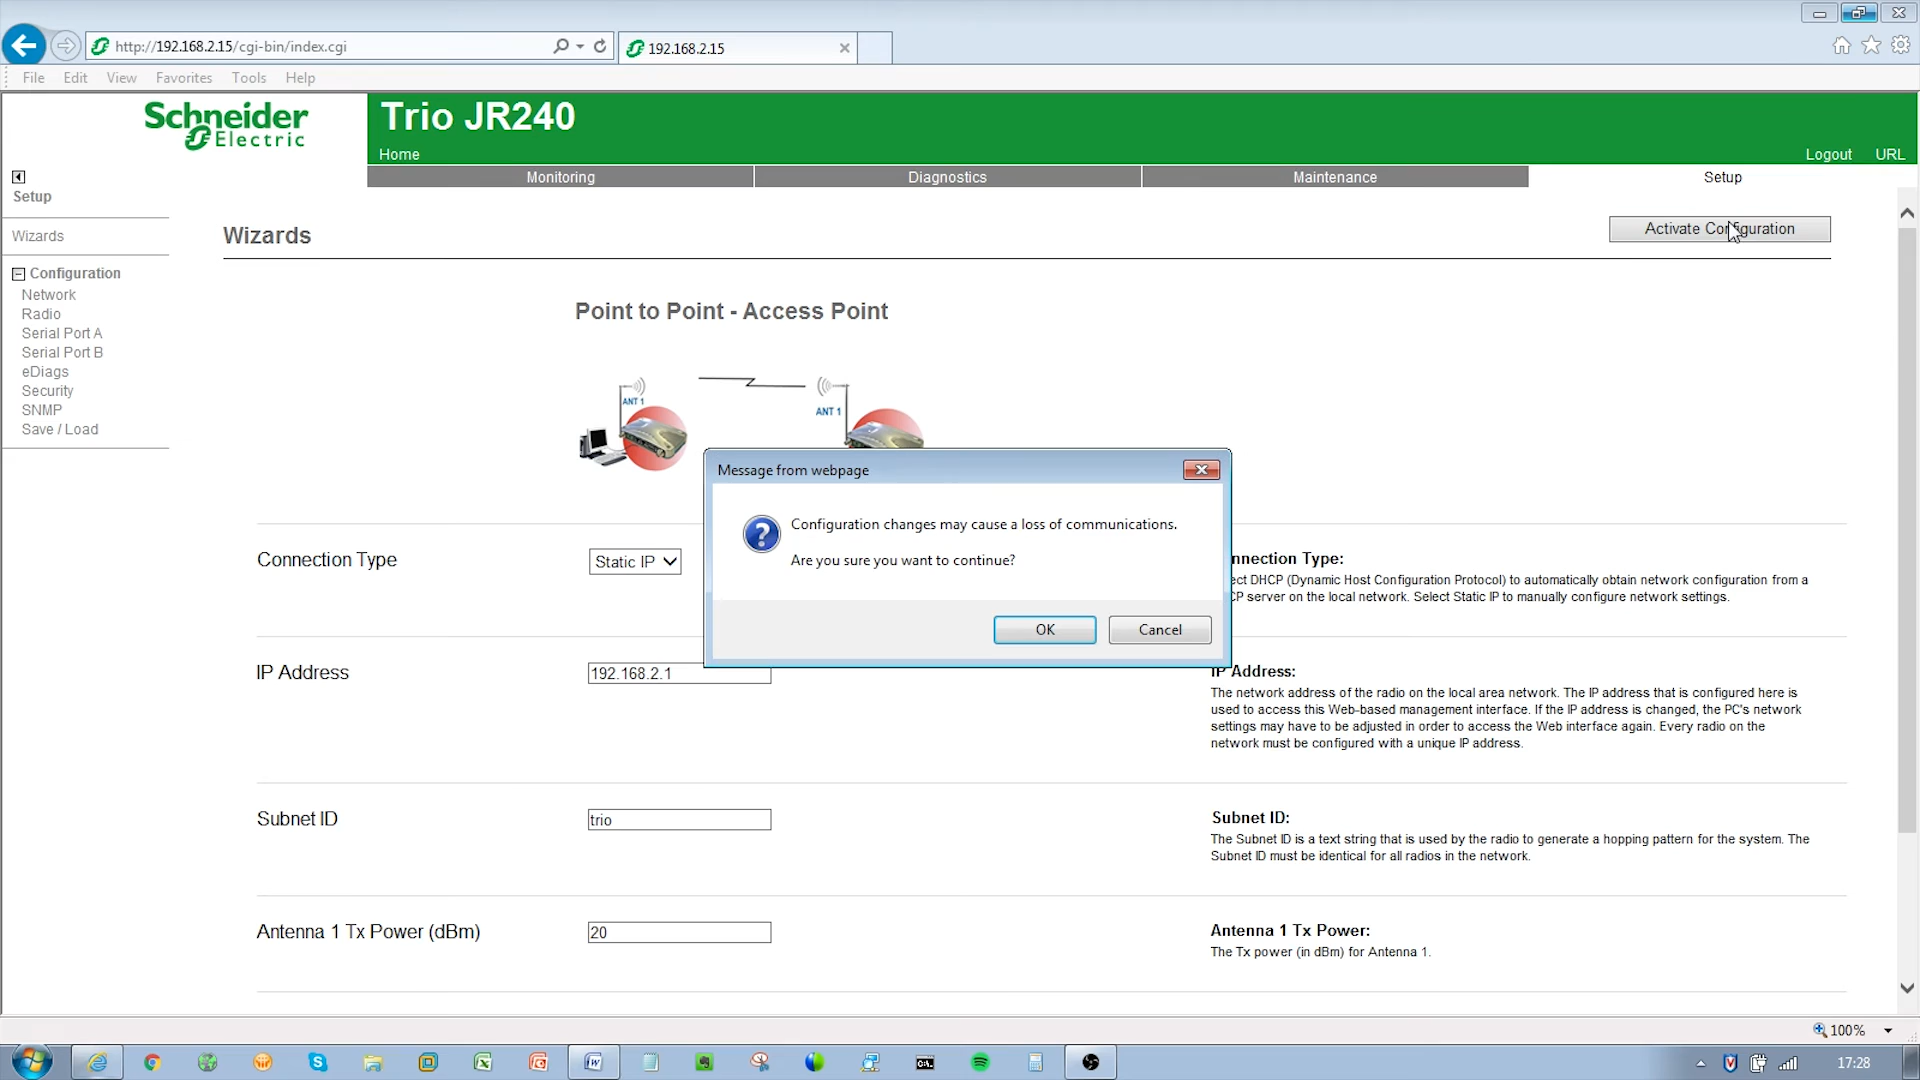 http://192.168.2.15/cgi-bin/index.cgi
192.168.2.15
File Edit View Favorites Tools Help
Schneider
Electric
Trio JR240
Home
Logout URL
Monitoring Diagnostics Maintenance Setup
Setup
Wizards
Configuration
Network
Radio
Serial Port A
Serial Port B
eDiags
Security
SNMP
Save / Load
Wizards
Activate Configuration
Point to Point - Access Point
ANT 1
ANT 1
Message from webpage
Configuration changes may cause a loss of communications.
Are you sure you want to continue?
OK Cancel
Connection Type
Static IP
nnection Type:
ect DHCP (Dynamic Host Configuration Protocol) to automatically obtain network configuration from a
CP server on the local network. Select Static IP to manually configure network settings.
IP Address
192.168.2.1
IP Address:
The network address of the radio on the local area network. The IP address that is configured here is
used to access this Web-based management interface. If the IP address is changed, the PC's network
settings may have to be adjusted in order to access the Web interface again. Every radio on the
network must be configured with a unique IP address.
Subnet ID
trio
Subnet ID:
The Subnet ID is a text string that is used by the radio to generate a hopping pattern for the system. The
Subnet ID must be identical for all radios in the network.
Antenna 1 Tx Power (dBm)
20
Antenna 1 Tx Power:
The Tx power (in dBm) for Antenna 1.
100%
17:28